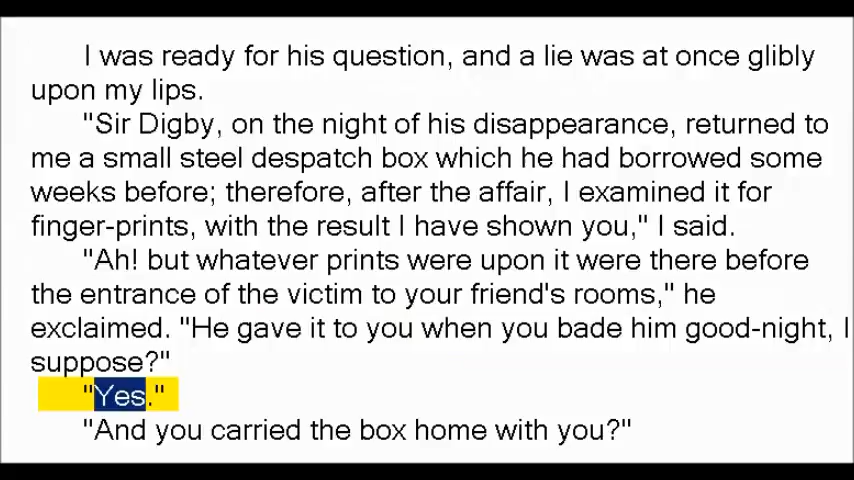 I was ready for his question, and a lie was at once glibly
upon my lips.
"Sir Digby, on the night of his disappearance, returned to
me a small steel despatch box which he had borrowed some
weeks before; therefore, after the affair, I examined it for
finger-prints, with the result I have shown you," I said.
"Ah! but whatever prints were upon it were there before
the entrance of the victim to your friend's rooms," he
exclaimed. "He gave it to you when you bade him good-night, I
suppose?"
"Yes."
"And you carried the box home with you?"